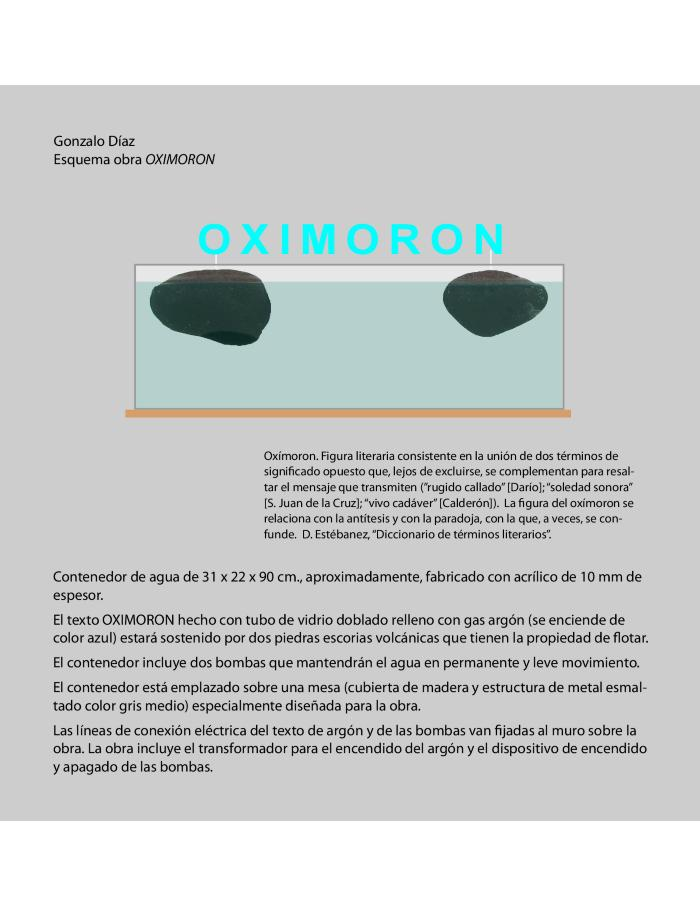 Gonzalo Díaz
Esquema obra OXIMORON
OXIMORON
Oxímoron. Figura literaria consistente en la unión de dos términos de
significado opuesto que, lejos de excluirse, se complementan para resal-
tar el mensaje que transmiten (“rugido callado” [Darío]; “soledad sonora”
[S. Juan de la Cruz]; “vivo cadáver” [Calderón]).  La figura del oxímoron se
relaciona con la antítesis y con la paradoja, con la que, a veces, se con-
funde.  D. Estébanez, “Diccionario de términos literarios”.
Contenedor de agua de 31 x 22 x 90 cm., aproximadamente, fabricado con acrílico de 10 mm de
espesor.
El texto OXIMORON hecho con tubo de vidrio doblado relleno con gas argón (se enciende de
color azul) estará sostenido por dos piedras escorias volcánicas que tienen la propiedad de flotar.
El contenedor incluye dos bombas que mantendrán el agua en permanente y leve movimiento.
El contenedor está emplazado sobre una mesa (cubierta de madera y estructura de metal esmal-
tado color gris medio) especialmente diseñada para la obra.
Las líneas de conexión eléctrica del texto de argón y de las bombas van fijadas al muro sobre la
obra. La obra incluye el transformador para el encendido del argón y el dispositivo de encendido
y apagado de las bombas.